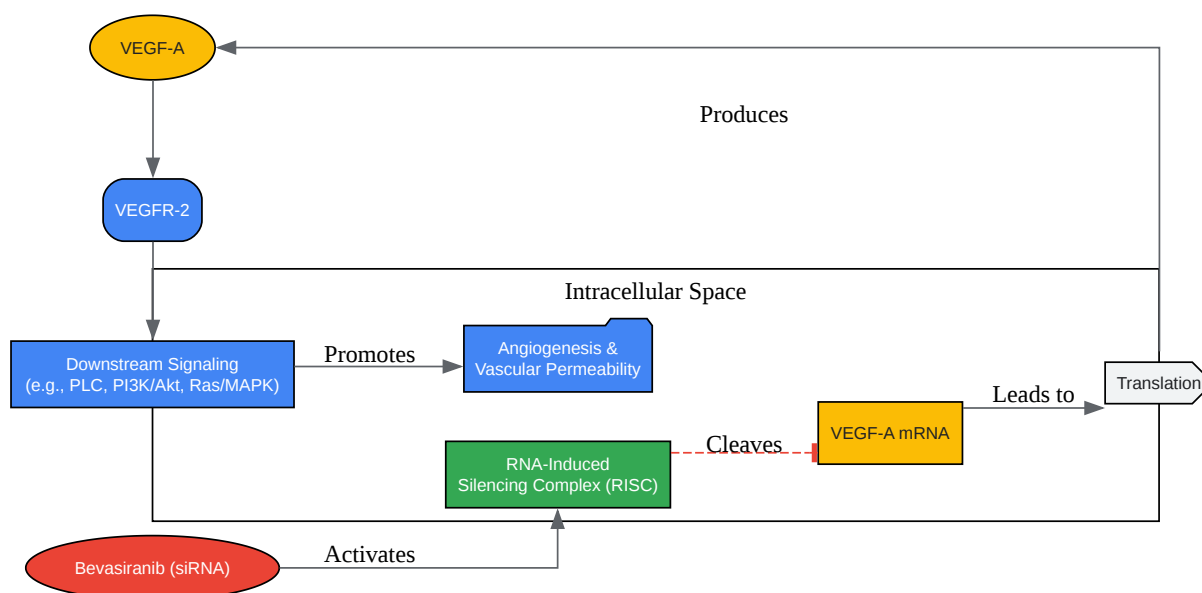 VEGF-A
Produces
VEGFR-2
Intracellular Space
Downstream Signaling
(e.g., PLC, PI3K/Akt, Ras/MAPK)
Promotes
Angiogenesis &
Vascular Permeability
Translation
Leads to
VEGF-A mRNA
Cleaves
RNA-Induced
Silencing Complex (RISC)
Activates
Bevasiranib (siRNA)